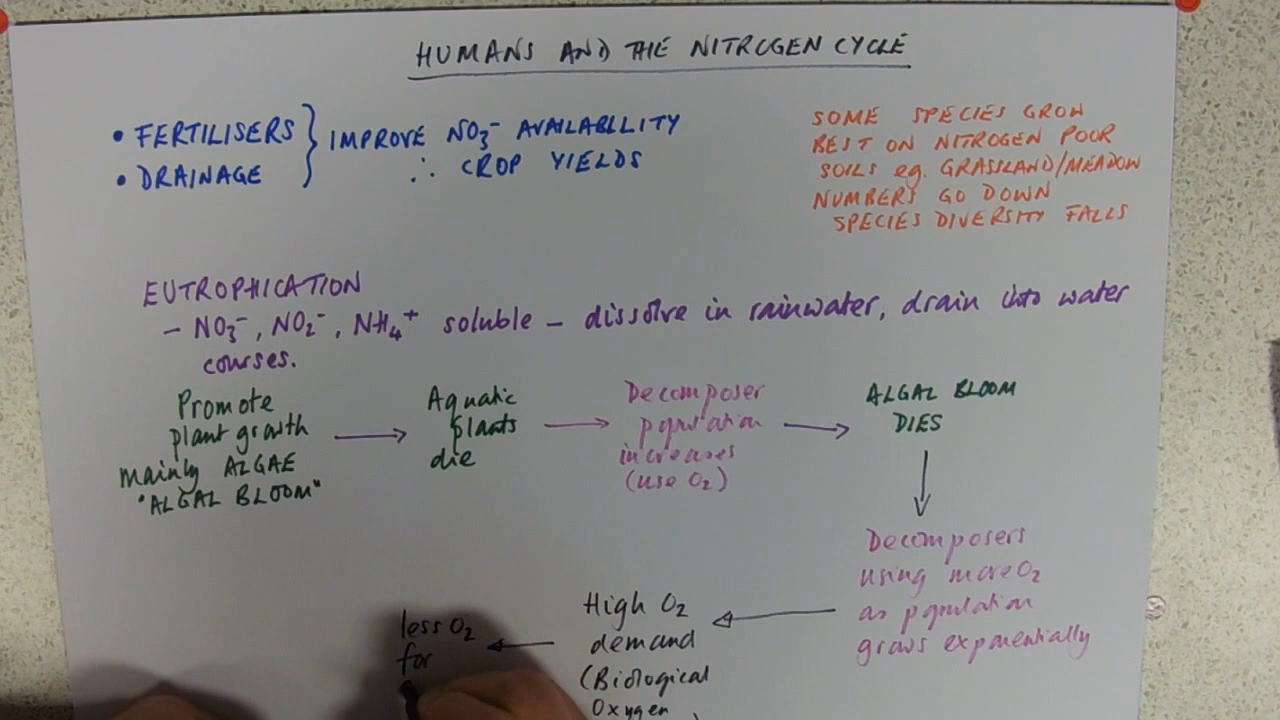 HUMANS AND THE NITROGEN CYCLE
• FERTILISERS } IMPROVE NO₃⁻ AVAILABLLITY
• DRAINAGE ∴ CROP YIELDS
SOME SPECIES GROW
BEST ON NITROGEN POOR
SOILS eg. GRASSLAND/MEADOW
NUMBERS GO DOWN
SPECIES DIVERSITY FALLS
EUTROPHICATION
– NO₃⁻, NO₂⁻, NH₄⁺ soluble – dissolve in rainwater, drain into water
courses.
Promote
plant growth
mainly ALGAE
"ALGAL BLOOM"
→
Aquatic
plants
die
→
Decomposer
population
increases
(use O₂)
→
ALGAL BLOOM
DIES
↓
Decomposers
using more O₂
as population
grows exponentially
←
High O₂
demand
(Biological
Oxygen
←
less O₂
for